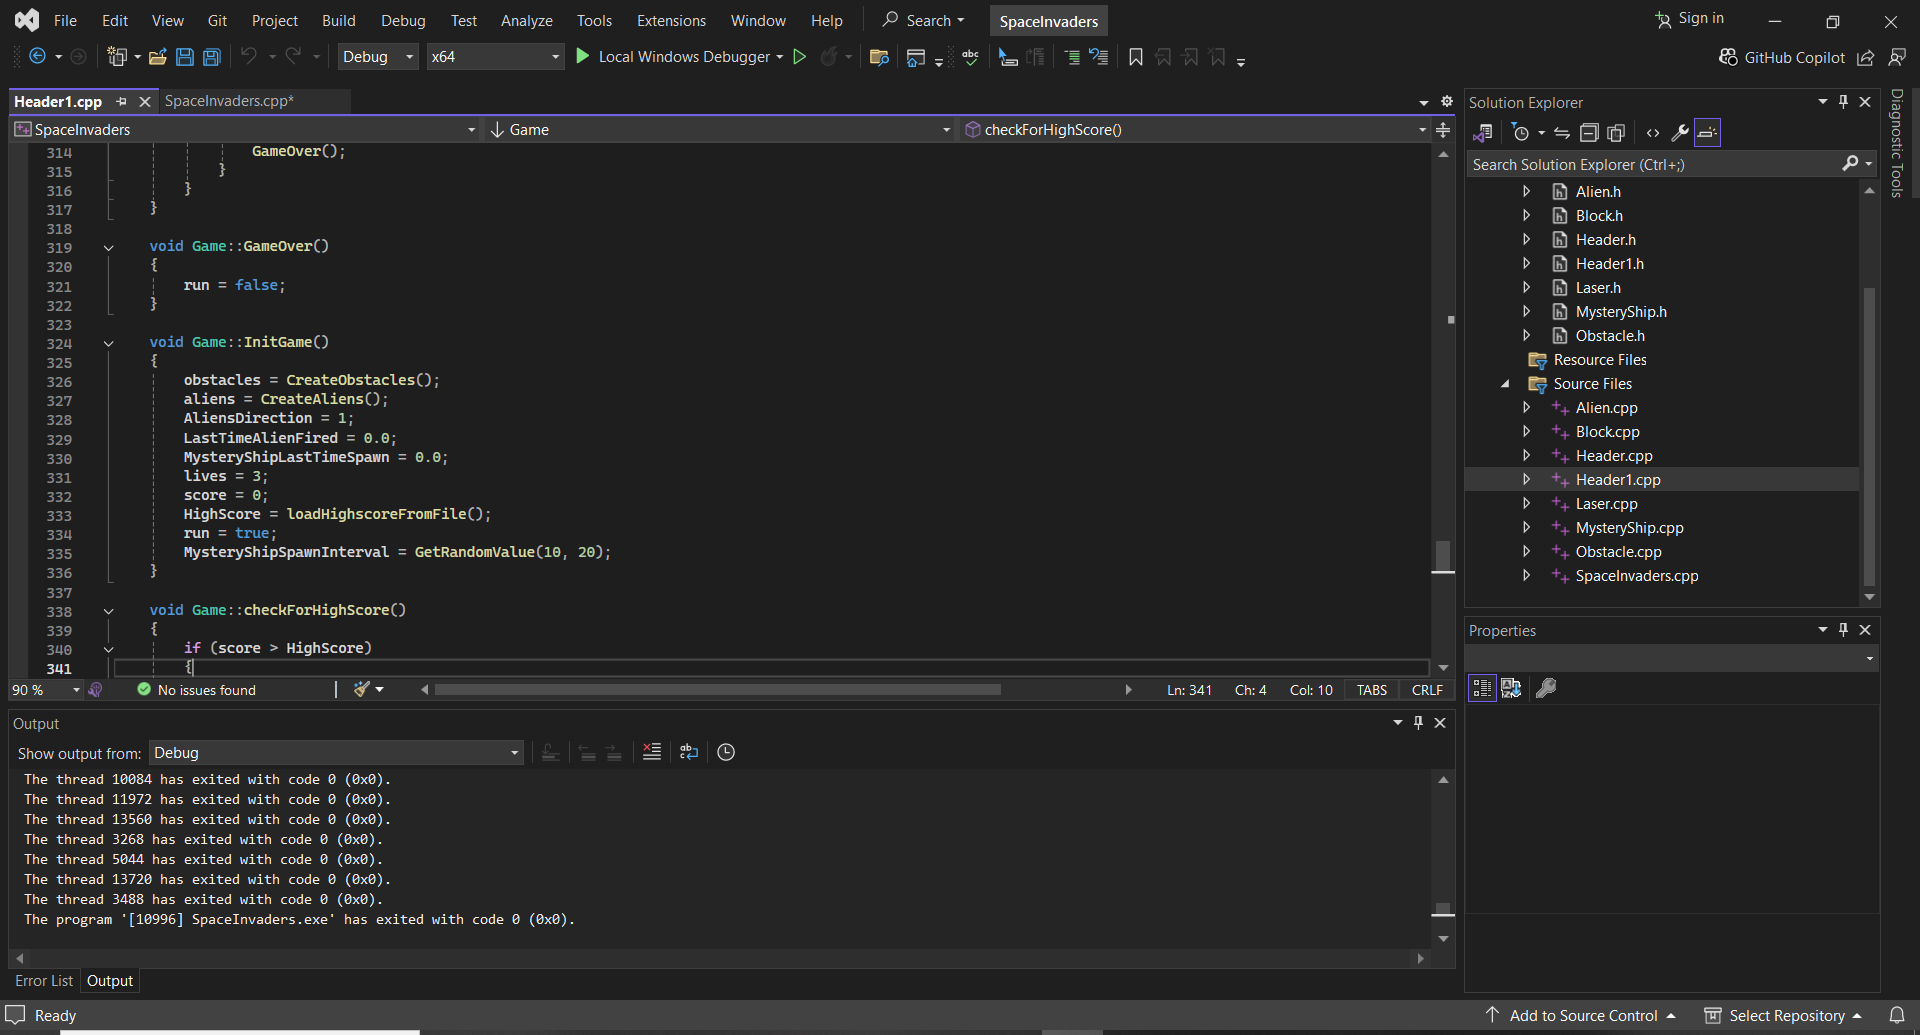 File Edit View Git Project Build Debug Test Analyze Tools Extensions Window Help Search SpaceInvaders Sign in
Debug x64 Local Windows Debugger GitHub Copilot
Header1.cpp SpaceInvaders.cpp*
SpaceInvaders Game checkForHighScore()
314 GameOver();
315 }
316 }
317 }
318
319 void Game::GameOver()
320 {
321 run = false;
322 }
323
324 void Game::InitGame()
325 {
326 obstacles = CreateObstacles();
327 aliens = CreateAliens();
328 AliensDirection = 1;
329 LastTimeAlienFired = 0.0;
330 MysteryShipLastTimeSpawn = 0.0;
331 lives = 3;
332 score = 0;
333 HighScore = loadHighscoreFromFile();
334 run = true;
335 MysteryShipSpawnInterval = GetRandomValue(10, 20);
336 }
337
338 void Game::checkForHighScore()
339 {
340 if (score > HighScore)
341 {
90 % No issues found Ln: 341 Ch: 4 Col: 10 TABS CRLF
Output
Show output from: Debug
The thread 10084 has exited with code 0 (0x0).
The thread 11972 has exited with code 0 (0x0).
The thread 13560 has exited with code 0 (0x0).
The thread 3268 has exited with code 0 (0x0).
The thread 5044 has exited with code 0 (0x0).
The thread 13720 has exited with code 0 (0x0).
The thread 3488 has exited with code 0 (0x0).
The program '[10996] SpaceInvaders.exe' has exited with code 0 (0x0).
Error List Output
Solution Explorer
Search Solution Explorer (Ctrl+;)
Alien.h
Block.h
Header.h
Header1.h
Laser.h
MysteryShip.h
Obstacle.h
Resource Files
Source Files
Alien.cpp
Block.cpp
Header.cpp
Header1.cpp
Laser.cpp
MysteryShip.cpp
Obstacle.cpp
SpaceInvaders.cpp
Properties
Diagnostic Tools
Ready Add to Source Control Select Repository